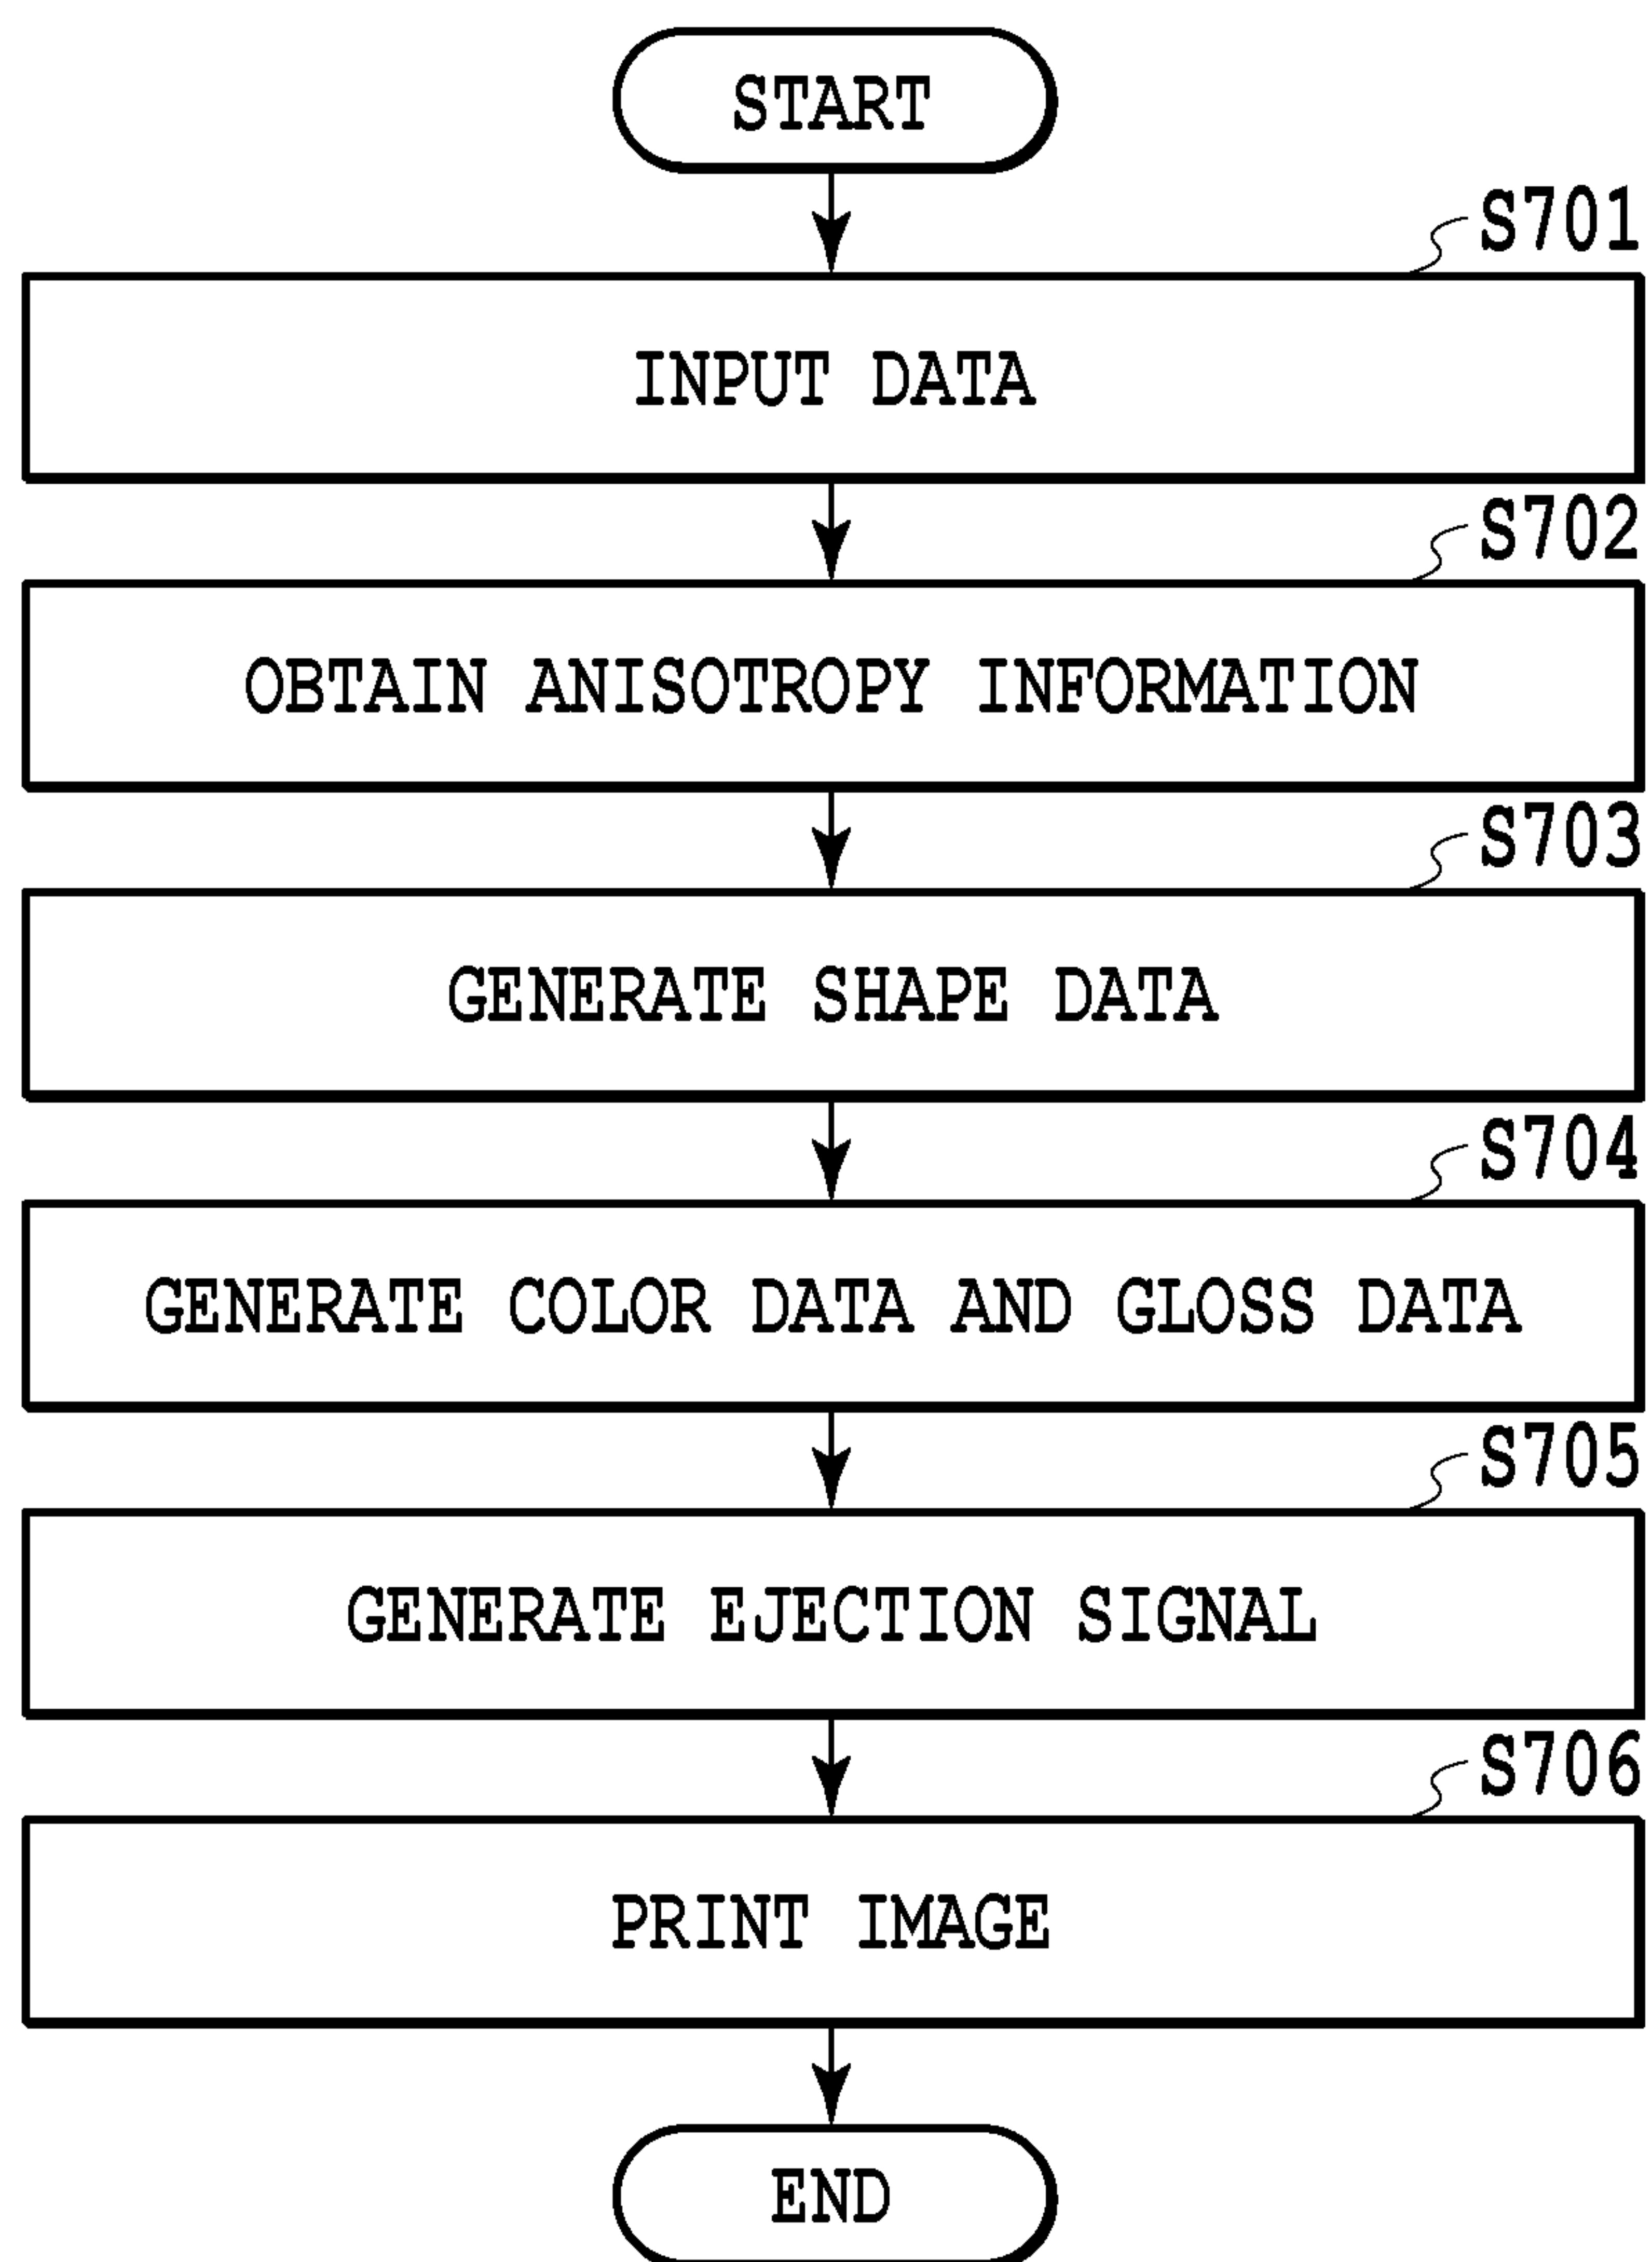 START
S701
INPUT DATA
S702
OBTAIN ANISOTROPY INFORMATION
S703
GENERATE SHAPE DATA
S704
GENERATE COLOR DATA AND GLOSS DATA
S705
GENERATE EJECTION SIGNAL
S706
PRINT IMAGE
END